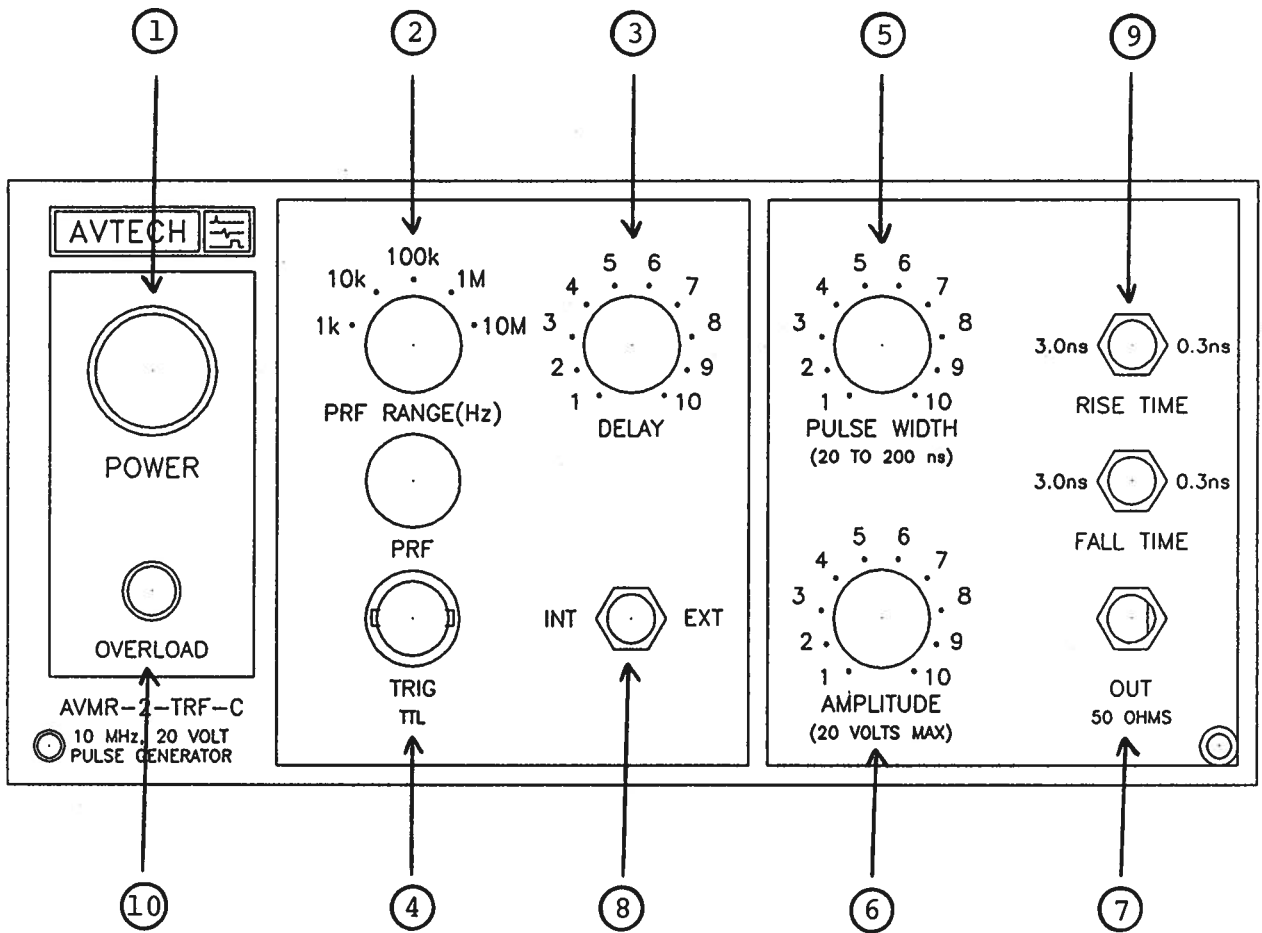 1
2
3
5
9
AVTECH
POWER
OVERLOAD
AVMR-2-TRF-C
10 MHz, 20 VOLT
PULSE GENERATOR
1k
10k
100k
1M
10M
PRF RANGE(Hz)
PRF
TRIG
TTL
1
2
3
4
5
6
7
8
9
10
DELAY
INT
EXT
1
2
3
4
5
6
7
8
9
10
PULSE WIDTH
(20 TO 200 ns)
1
2
3
4
5
6
7
8
9
10
AMPLITUDE
(20 VOLTS MAX)
3.0ns
0.3ns
RISE TIME
3.0ns
0.3ns
FALL TIME
OUT
50 OHMS
10
4
8
6
7